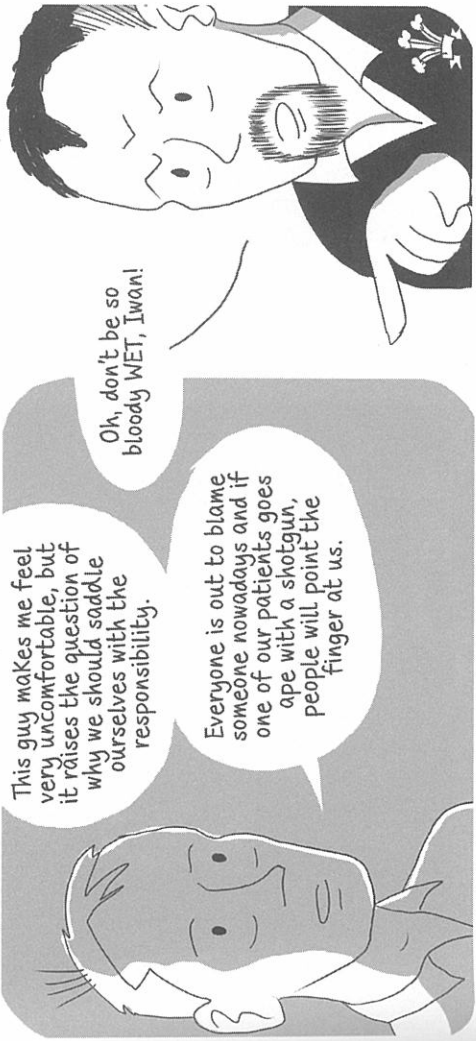 This guy makes me feel
very uncomfortable, but
it raises the question of
why we should saddle
ourselves with the
responsibility.
Everyone is out to blame
someone nowadays and if
one of our patients goes
ape with a shotgun,
people will point the
finger at us.
Oh, don't be so
bloody WET, Iwan!